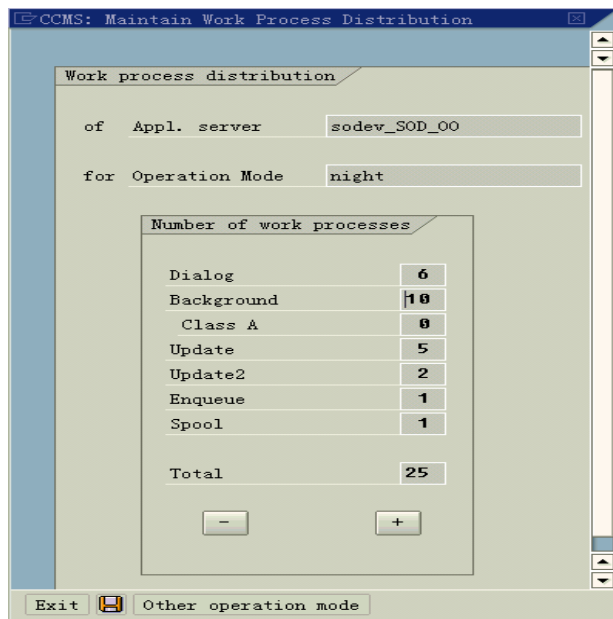 CCMS: Maintain Work Process Distribution
Work process distribution
of Appl. server sodev_SOD_OO
for Operation Mode night
Number of work processes
Dialog 6
Background 10
Class A 0
Update 5
Update2 2
Enqueue 1
Spool 1
Total 25
- +
Exit Other operation mode